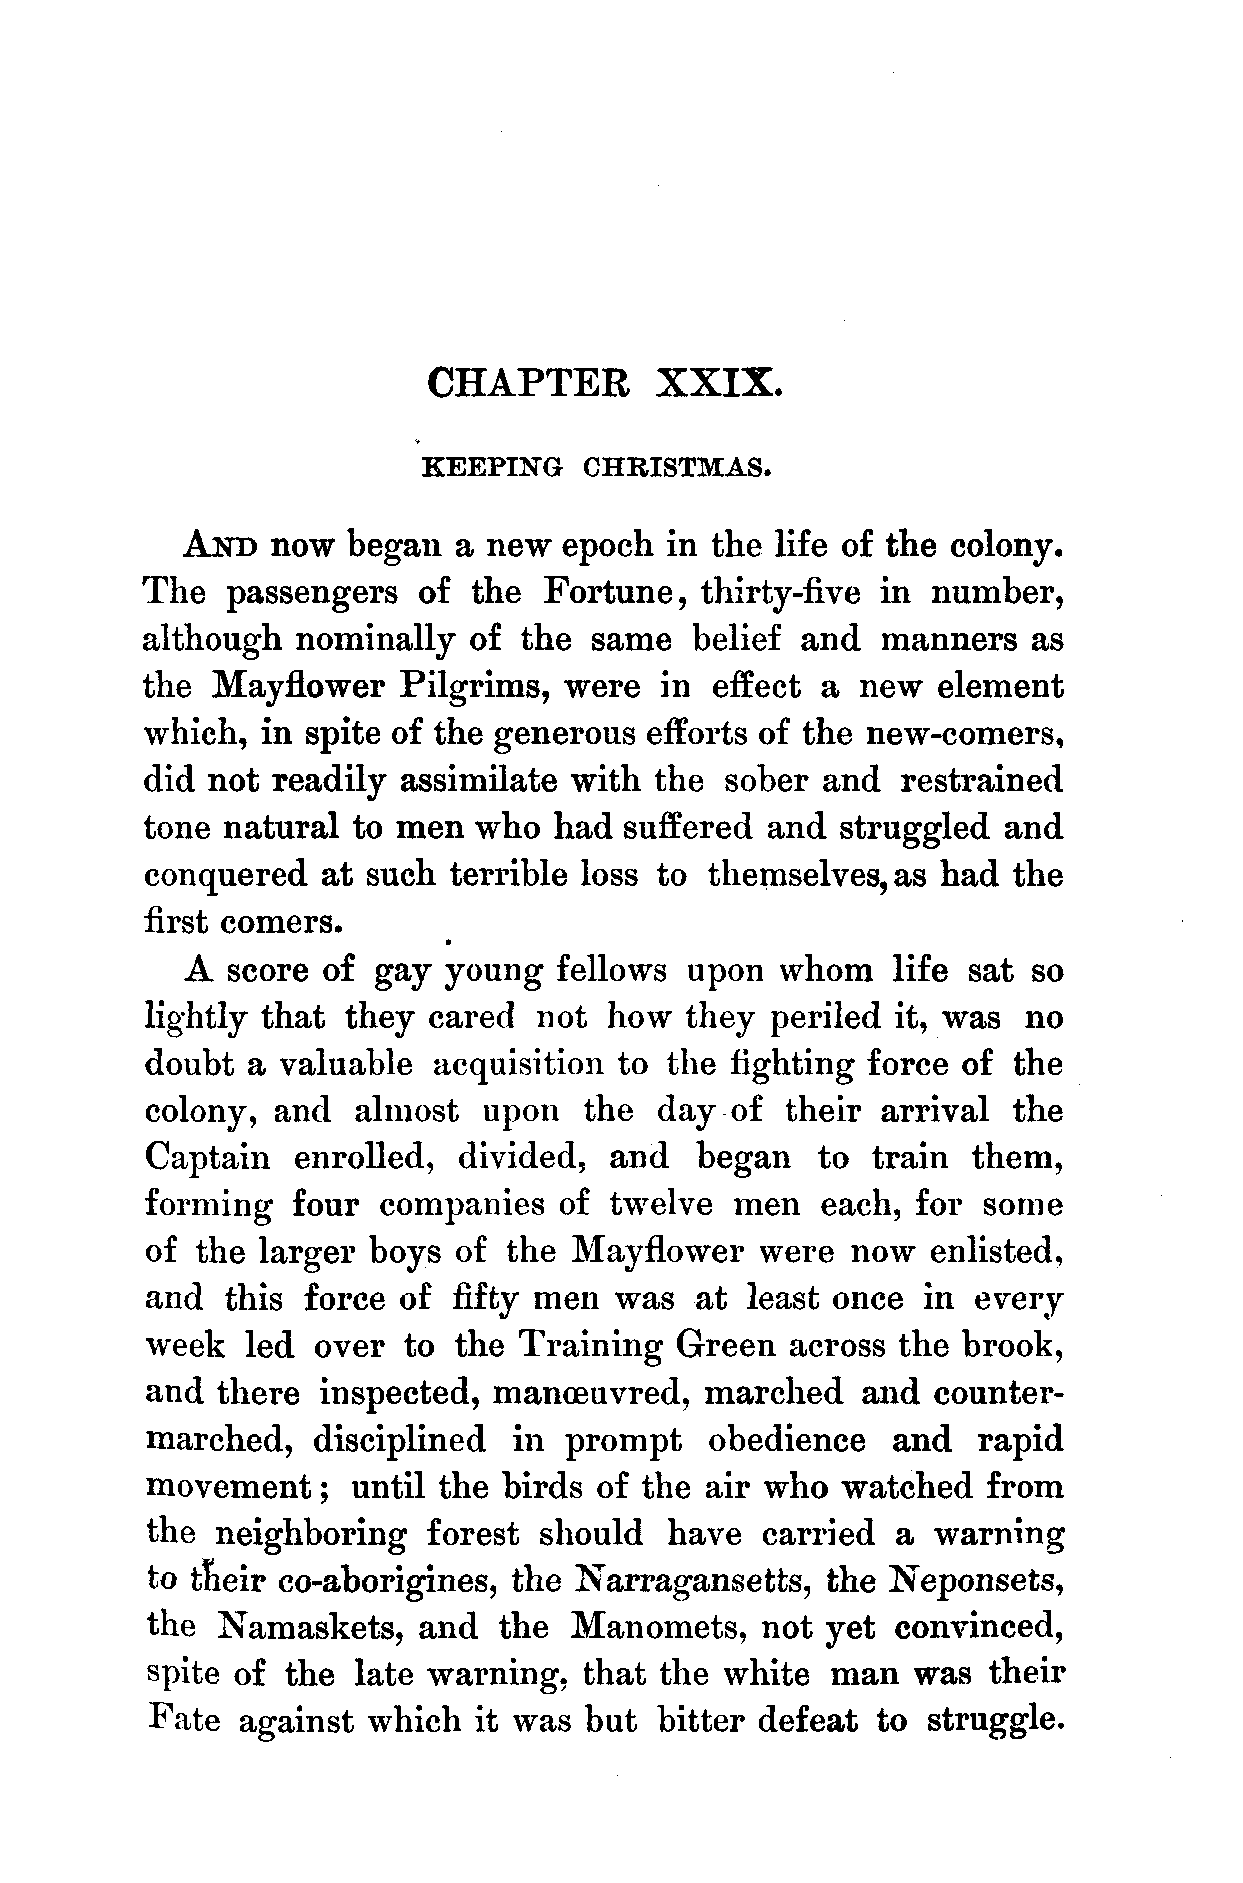 CHAPTER XXIX.
KEEPING CHRISTMAS.
AND now began a new epoch in the life of the colony.
The passengers of the Fortune, thirty-five in number,
although nominally of the same belief and manners as
the Mayflower Pilgrims, were in effect a new element
which, in spite of the generous efforts of the new-comers,
did not readily assimilate with the sober and restrained
tone natural to men who had suffered and struggled and
conquered at such terrible loss to themselves, as had the
first comers.
A score of gay young fellows upon whom life sat so
lightly that they cared not how they periled it, was no
doubt a valuable acquisition to the fighting force of the
colony, and almost upon the day of their arrival the
Captain enrolled, divided, and began to train them,
forming four companies of twelve men each, for some
of the larger boys of the Mayflower were now enlisted,
and this force of fifty men was at least once in every
week led over to the Training Green across the brook,
and there inspected, manœuvred, marched and counter-
marched, disciplined in prompt obedience and rapid
movement; until the birds of the air who watched from
the neighboring forest should have carried a warning
to their co-aborigines, the Narragansetts, the Neponsets,
the Namaskets, and the Manomets, not yet convinced,
spite of the late warning, that the white man was their
Fate against which it was but bitter defeat to struggle.